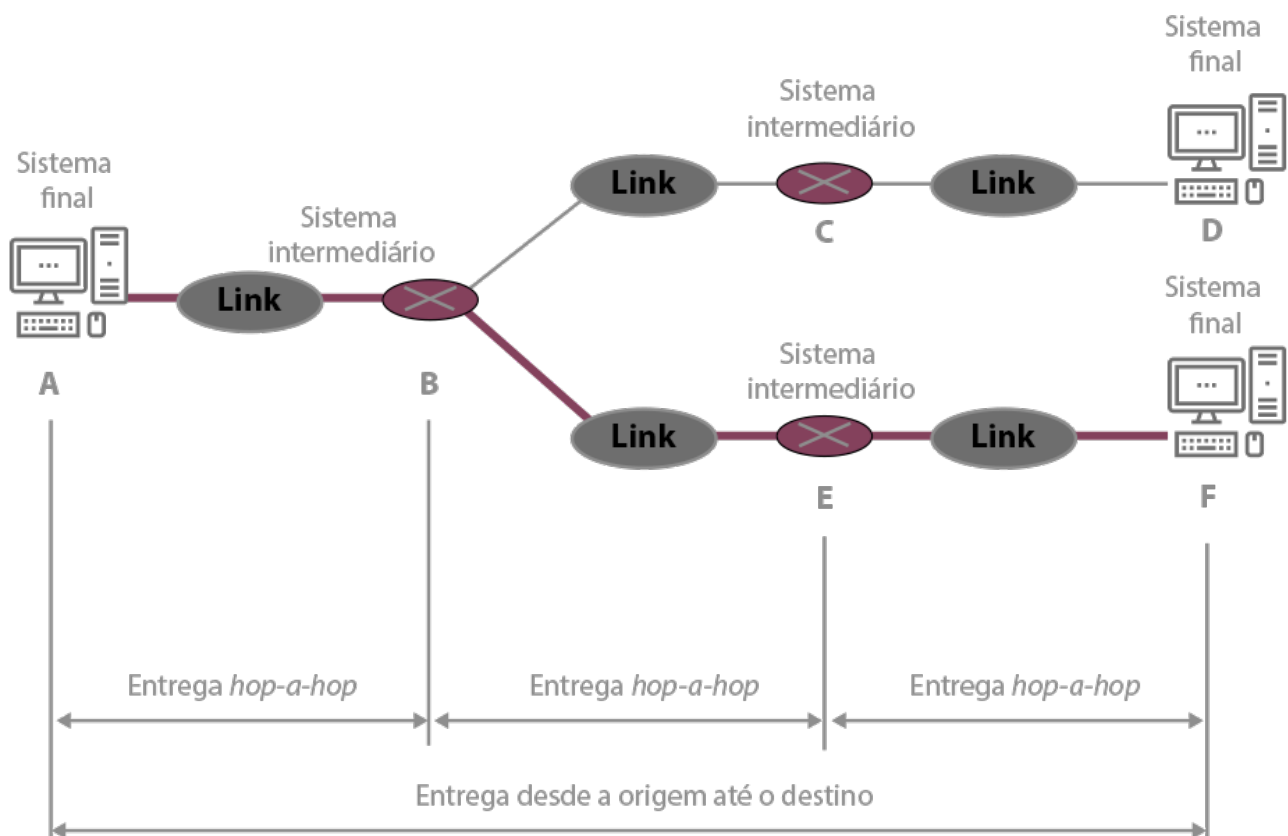 Sistema
final
Sistema
intermediário
Link
Link
Sistema
final
C
D
Sistema
intermediário
Link
Sistema
final
Link
A
B
Sistema
intermediário
Link
Link
E
F
Entrega hop-a-hop
Entrega hop-a-hop
Entrega hop-a-hop
Entrega desde a origem até o destino